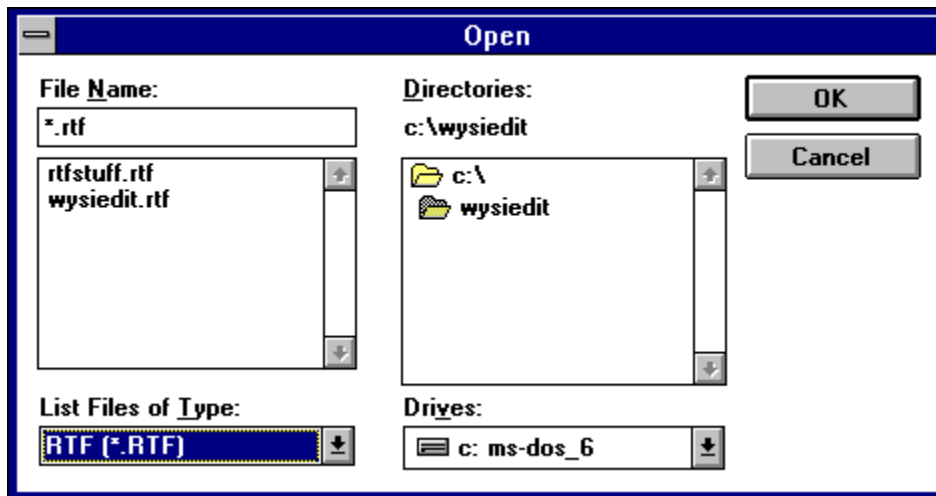 Open
File Name:
*.rtf
rtfstuff.rtf
wysiedit.rtf
List Files of Type:
RTF (*.RTF)
Directories:
c:\wysiedit
c:\
wysiedit
Drives:
c: ms-dos_6
OK
Cancel